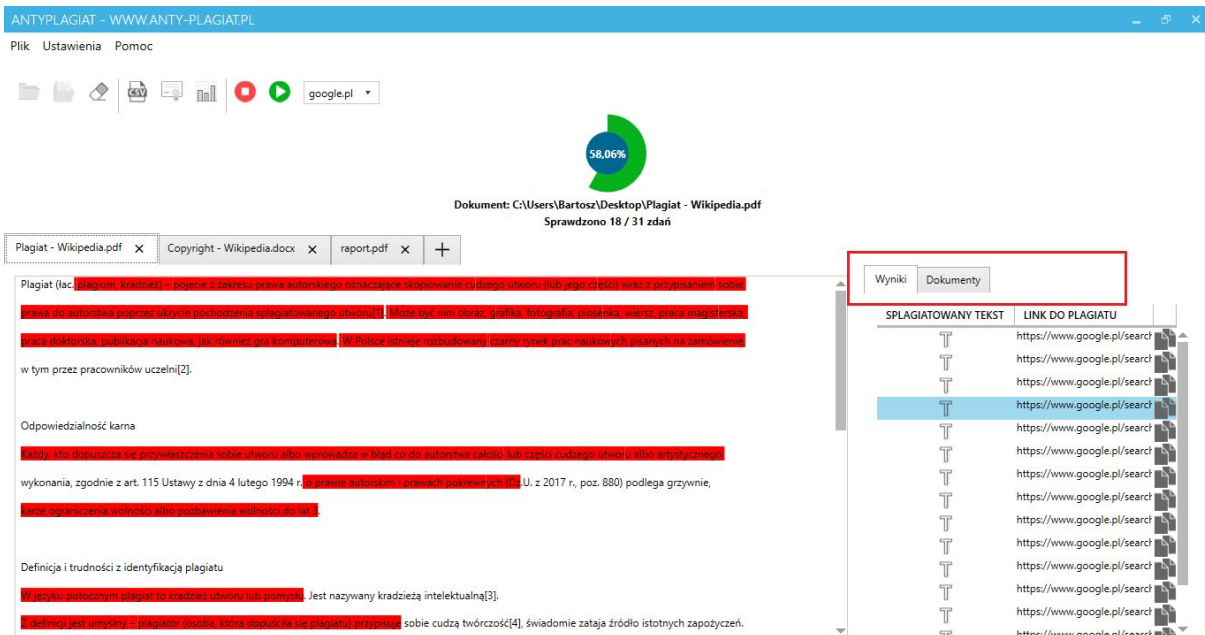 ANTYPLAGIAT - WWW.ANTY-PLAGIAT.PL
Plik Ustawienia Pomoc
CSV
google.pl
58,06%
Dokument: C:\Users\Bartosz\Desktop\Plagiat - Wikipedia.pdf
Sprawdzono 18 / 31 zdań
Plagiat - Wikipedia.pdf Copyright - Wikipedia.docx raport.pdf
Wyniki Dokumenty
Plagiat (łac. plagium, kradzież) – pojęcie z zakresu prawa autorskiego oznaczające skopiowanie cudzego utworu (lub jego części) wraz z przypisaniem sobie
prawa do autorstwa poprzez ukrycie pochodzenia splagiatowanego utworu[1]. Może być nim obraz, grafika, fotografia, piosenka, wiersz, praca magisterska,
praca doktorska, publikacja naukowa, jak również gra komputerowa. W Polsce istnieje rozbudowany czarny rynek prac naukowych pisanych na zamówienie,
w tym przez pracowników uczelni[2].
Odpowiedzialność karna
Każdy, kto dopuszcza się przywłaszczenia sobie utworu albo wprowadza w błąd co do autorstwa całości lub części cudzego utworu albo artystycznego
wykonania, zgodnie z art. 115 Ustawy z dnia 4 lutego 1994 r. o prawie autorskim i prawach pokrewnych (Dz.U. z 2017 r., poz. 880) podlega grzywnie,
karze ograniczenia wolności albo pozbawienia wolności do lat 3.
Definicja i trudności z identyfikacją plagiatu
W języku potocznym plagiat to kradzież utworu lub pomysłu. Jest nazywany kradzieżą intelektualną[3].
Z definicji jest umyślny – plagiator (osoba, która dopuściła się plagiatu) przypisuje sobie cudzą twórczość[4], świadomie zataja źródło istotnych zapożyczeń.
SPLAGIATOWANY TEKST LINK DO PLAGIATU
T https://www.google.pl/search
T https://www.google.pl/search
T https://www.google.pl/search
T https://www.google.pl/search
T https://www.google.pl/search
T https://www.google.pl/search
T https://www.google.pl/search
T https://www.google.pl/search
T https://www.google.pl/search
T https://www.google.pl/search
T https://www.google.pl/search
T https://www.google.pl/search
T https://www.google.pl/search
T https://www.google.pl/search